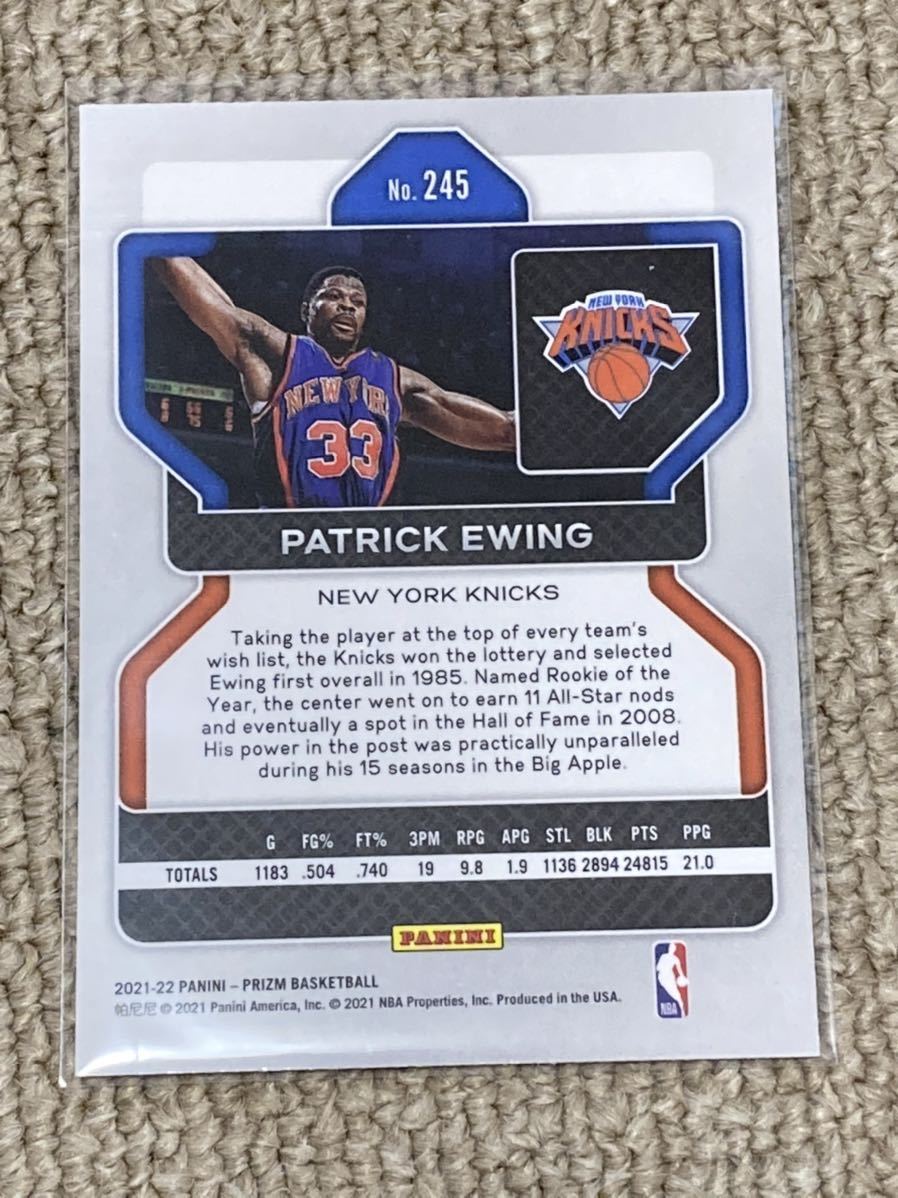 No. 245
NEW YORK
KNICKS
NEW Y R
33
PATRICK EWING
NEW YORK KNICKS
Taking the player at the top of every team's
wish list, the Knicks won the lottery and selected
Ewing first overall in 1985. Named Rookie of the
Year, the center went on to earn 11 All-Star nods
and eventually a spot in the Hall of Fame in 2008.
His power in the post was practically unparalleled
during his 15 seasons in the Big Apple.
G FG% FT% 3PM RPG APG STL BLK PTS PPG
TOTALS 1183 .504 .740 19 9.8 1.9 1136 2894 24815 21.0
PANINI
2021-22 PANINI – PRIZM BASKETBALL
帕尼尼 © 2021 Panini America, Inc. © 2021 NBA Properties, Inc. Produced in the USA.
NBA